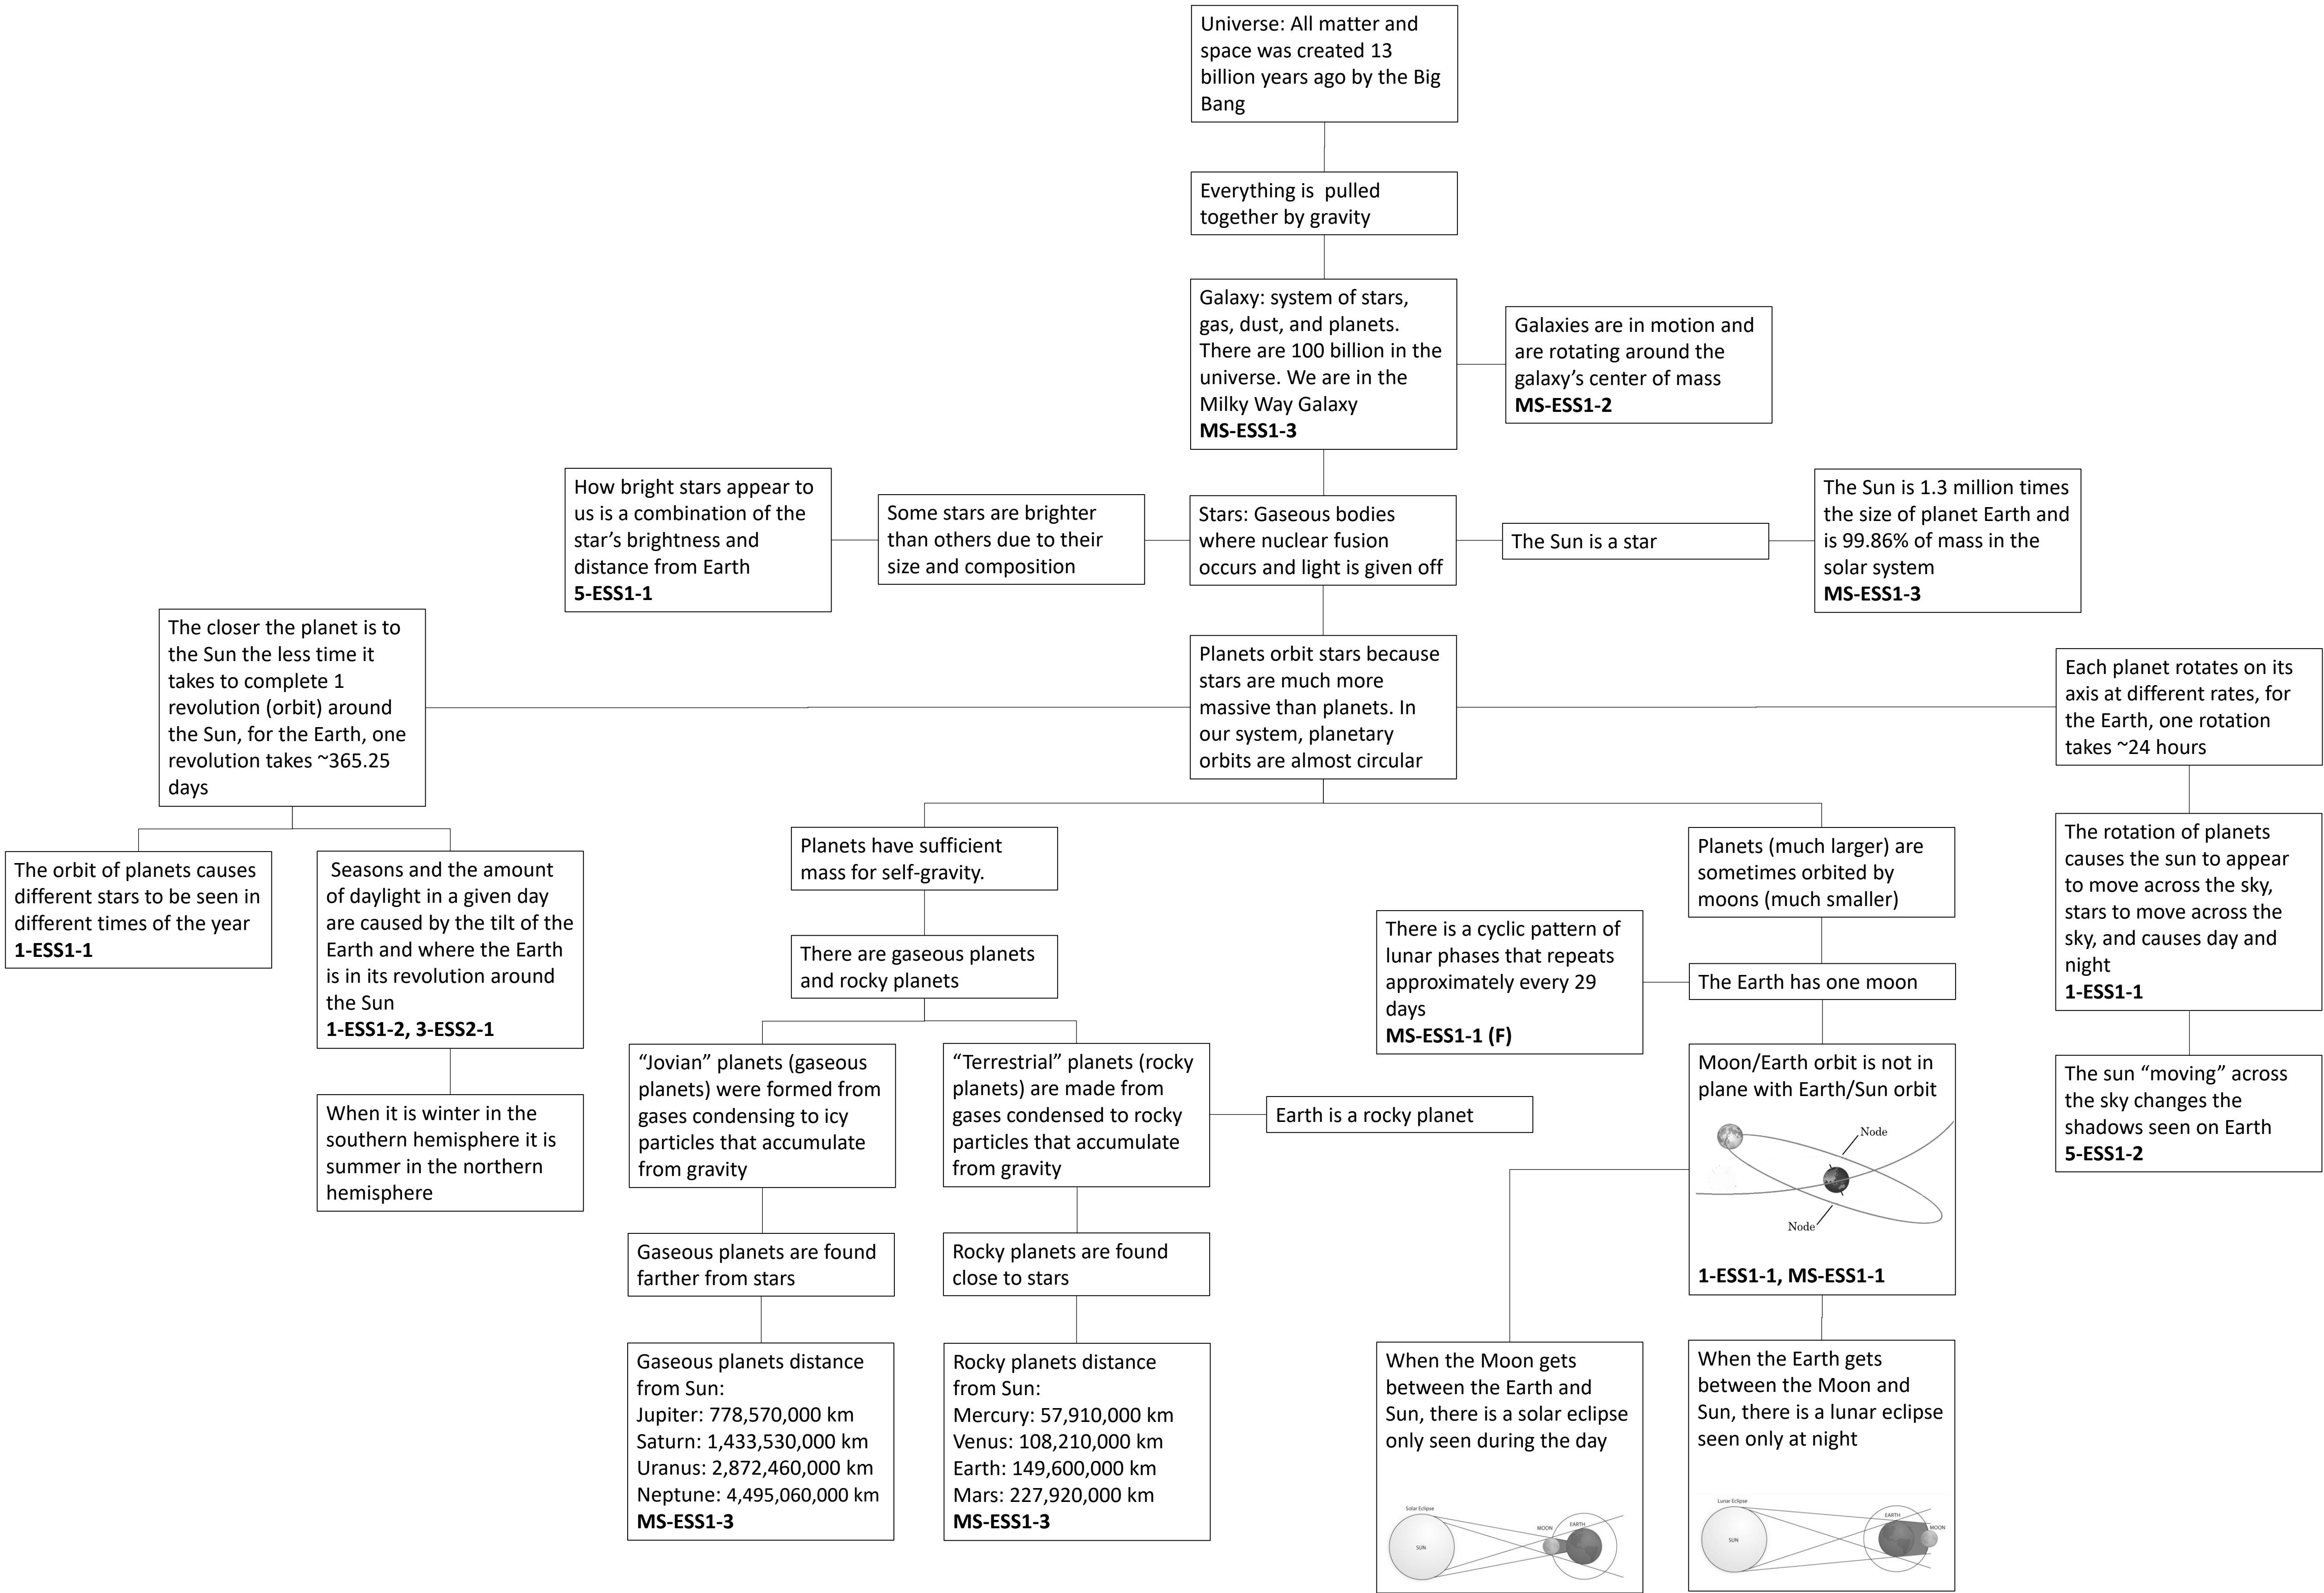 Universe: All matter and
space was created 13
billion years ago by the Big
Bang
Everything is  pulled
together by gravity
Galaxy: system of stars,
gas, dust, and planets.
There are 100 billion in the
universe. We are in the
Milky Way Galaxy
MS-ESS1-3
Galaxies are in motion and
are rotating around the
galaxy’s center of mass
MS-ESS1-2
How bright stars appear to
us is a combination of the
star’s brightness and
distance from Earth
5-ESS1-1
Some stars are brighter
than others due to their
size and composition
Stars: Gaseous bodies
where nuclear fusion
occurs and light is given off
The Sun is a star
The Sun is 1.3 million times
the size of planet Earth and
is 99.86% of mass in the
solar system
MS-ESS1-3
The closer the planet is to
the Sun the less time it
takes to complete 1
revolution (orbit) around
the Sun, for the Earth, one
revolution takes ~365.25
days
Planets orbit stars because
stars are much more
massive than planets. In
our system, planetary
orbits are almost circular
Each planet rotates on its
axis at different rates, for
the Earth, one rotation
takes ~24 hours
The orbit of planets causes
different stars to be seen in
different times of the year
1-ESS1-1
Seasons and the amount
of daylight in a given day
are caused by the tilt of the
Earth and where the Earth
is in its revolution around
the Sun
1-ESS1-2, 3-ESS2-1
When it is winter in the
southern hemisphere it is
summer in the northern
hemisphere
Planets have sufficient
mass for self-gravity.
There are gaseous planets
and rocky planets
“Jovian” planets (gaseous
planets) were formed from
gases condensing to icy
particles that accumulate
from gravity
“Terrestrial” planets (rocky
planets) are made from
gases condensed to rocky
particles that accumulate
from gravity
Earth is a rocky planet
Gaseous planets are found
farther from stars
Rocky planets are found
close to stars
Gaseous planets distance
from Sun:
Jupiter: 778,570,000 km
Saturn: 1,433,530,000 km
Uranus: 2,872,460,000 km
Neptune: 4,495,060,000 km
MS-ESS1-3
Rocky planets distance
from Sun:
Mercury: 57,910,000 km
Venus: 108,210,000 km
Earth: 149,600,000 km
Mars: 227,920,000 km
MS-ESS1-3
Planets (much larger) are
sometimes orbited by
moons (much smaller)
There is a cyclic pattern of
lunar phases that repeats
approximately every 29
days
MS-ESS1-1 (F)
The Earth has one moon
Moon/Earth orbit is not in
plane with Earth/Sun orbit
Node
Node
1-ESS1-1, MS-ESS1-1
When the Moon gets
between the Earth and
Sun, there is a solar eclipse
only seen during the day
Solar Eclipse
SUN
MOON
EARTH
When the Earth gets
between the Moon and
Sun, there is a lunar eclipse
seen only at night
Lunar Eclipse
SUN
EARTH
MOON
The rotation of planets
causes the sun to appear
to move across the sky,
stars to move across the
sky, and causes day and
night
1-ESS1-1
The sun “moving” across
the sky changes the
shadows seen on Earth
5-ESS1-2